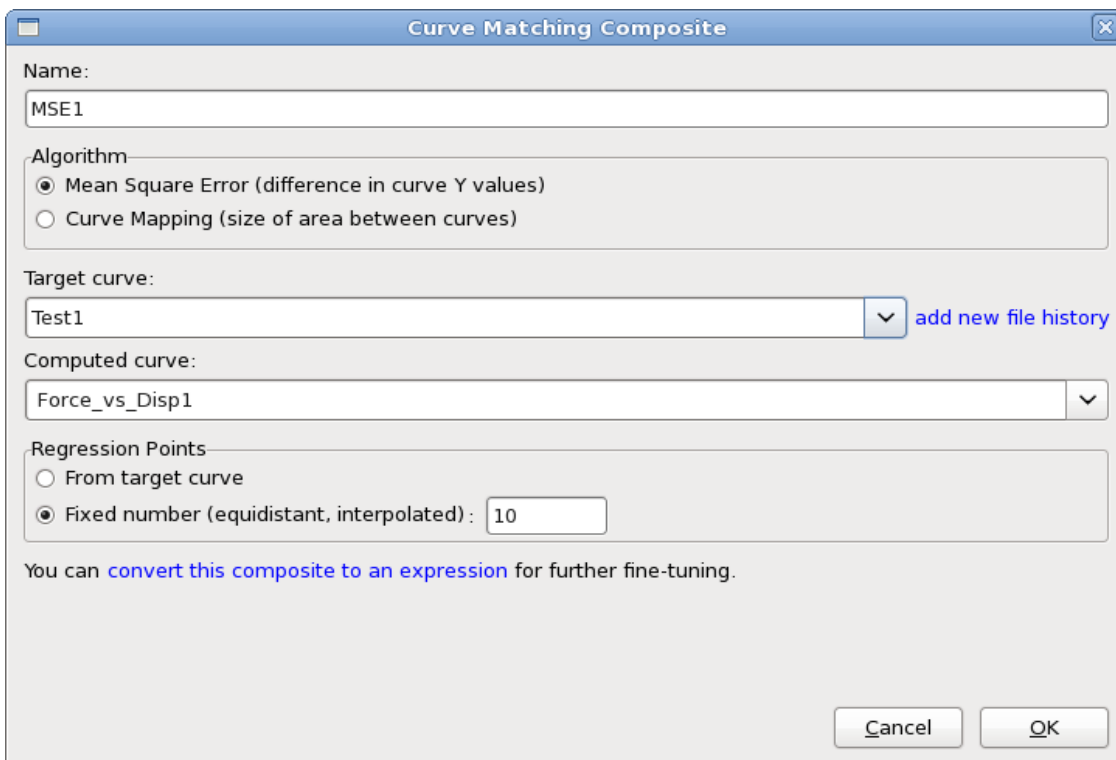 Curve Matching Composite
Name:
MSE1
Algorithm
Mean Square Error (difference in curve Y values)
Curve Mapping (size of area between curves)
Target curve:
Test1 add new file history
Computed curve:
Force_vs_Disp1
Regression Points
From target curve
Fixed number (equidistant, interpolated) : 10
You can convert this composite to an expression for further fine-tuning.
Cancel OK